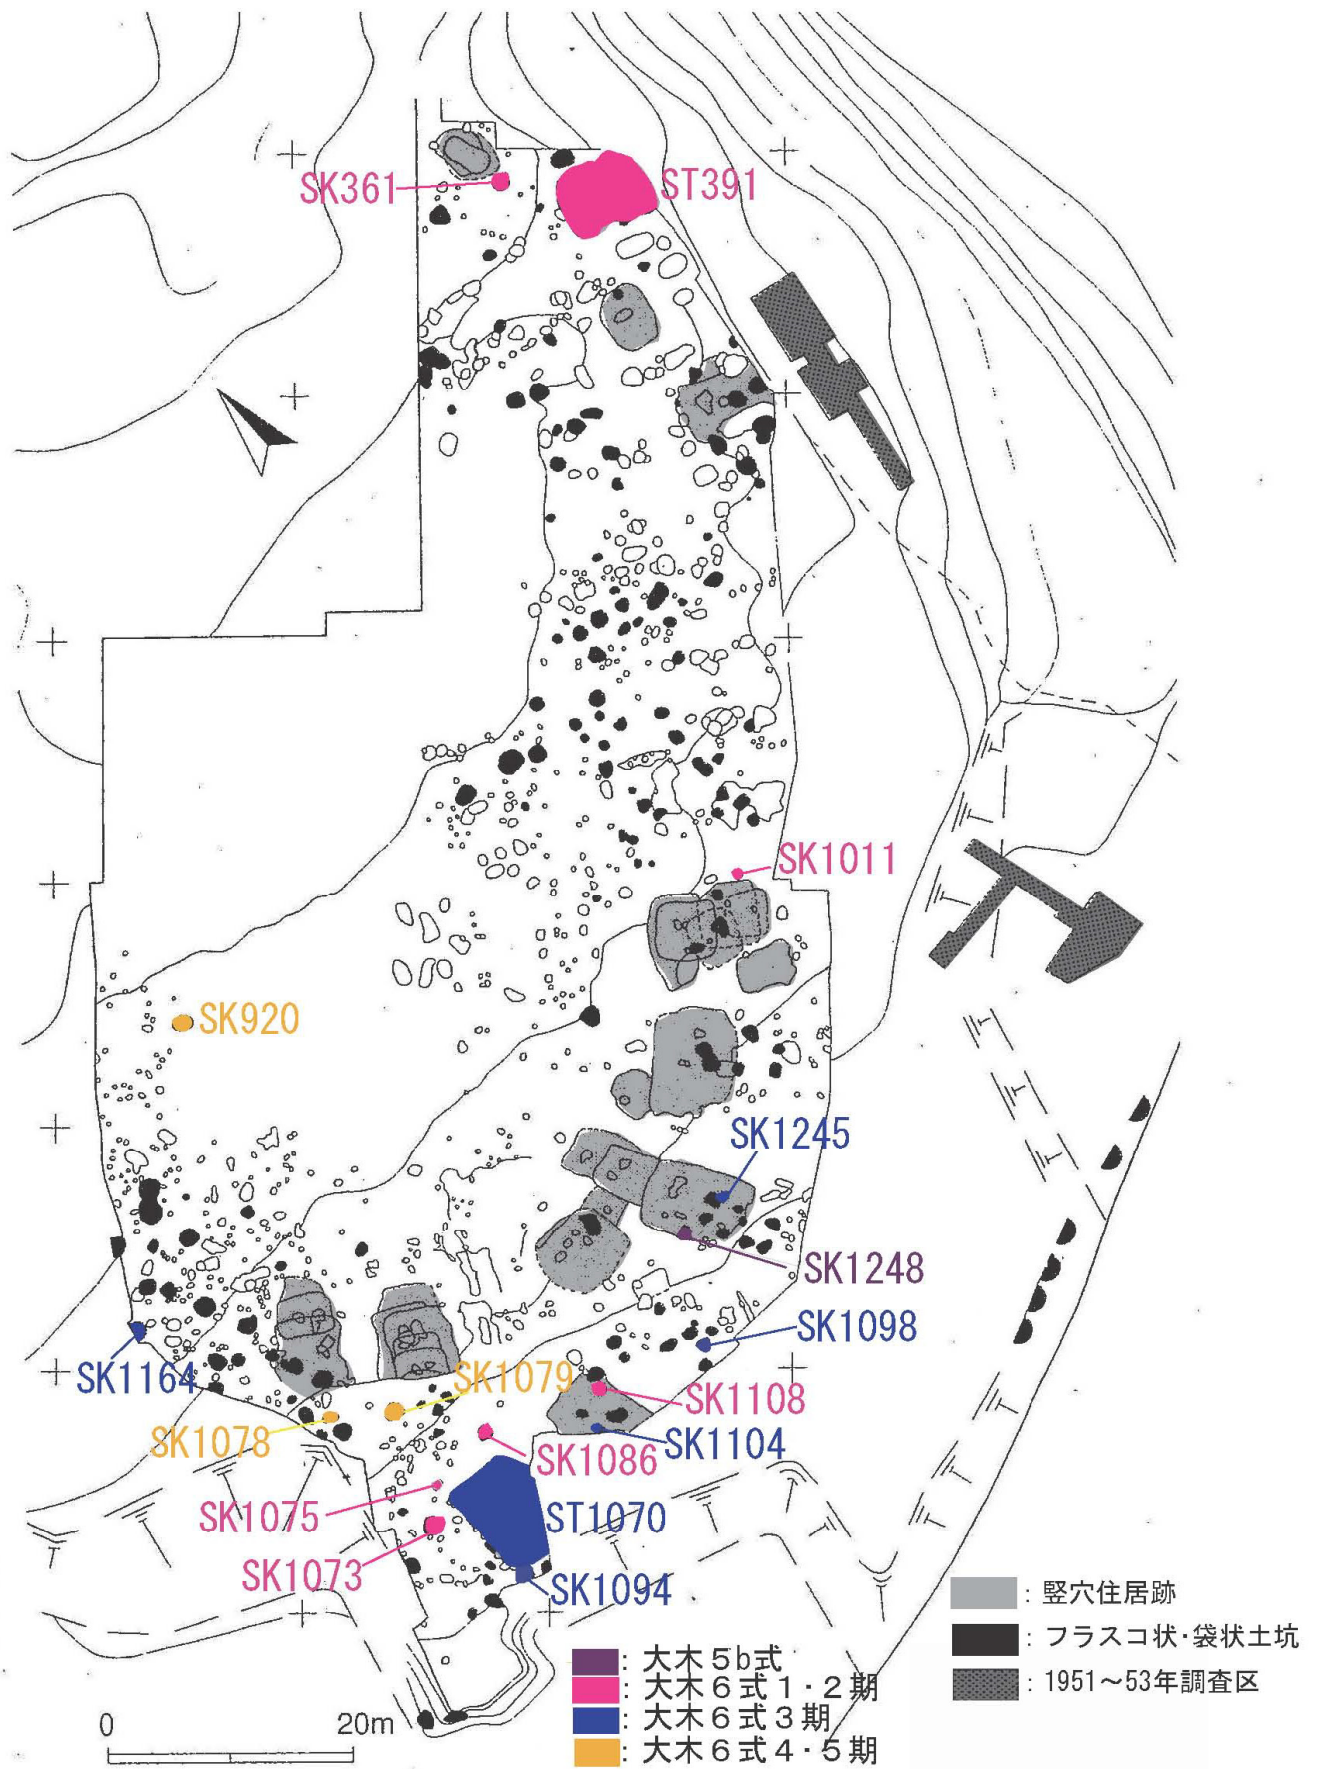 SK361
ST391
SK1011
SK920
SK1245
SK1248
SK1098
SK1164
SK1079
SK1108
SK1078
SK1104
SK1086
SK1075
ST1070
SK1073
SK1094
: 竪穴住居跡
: フラスコ状・袋状土坑
: 1951～53年調査区
: 大木５b式
: 大木６式１・２期
: 大木６式３期
: 大木６式４・５期
0 20m